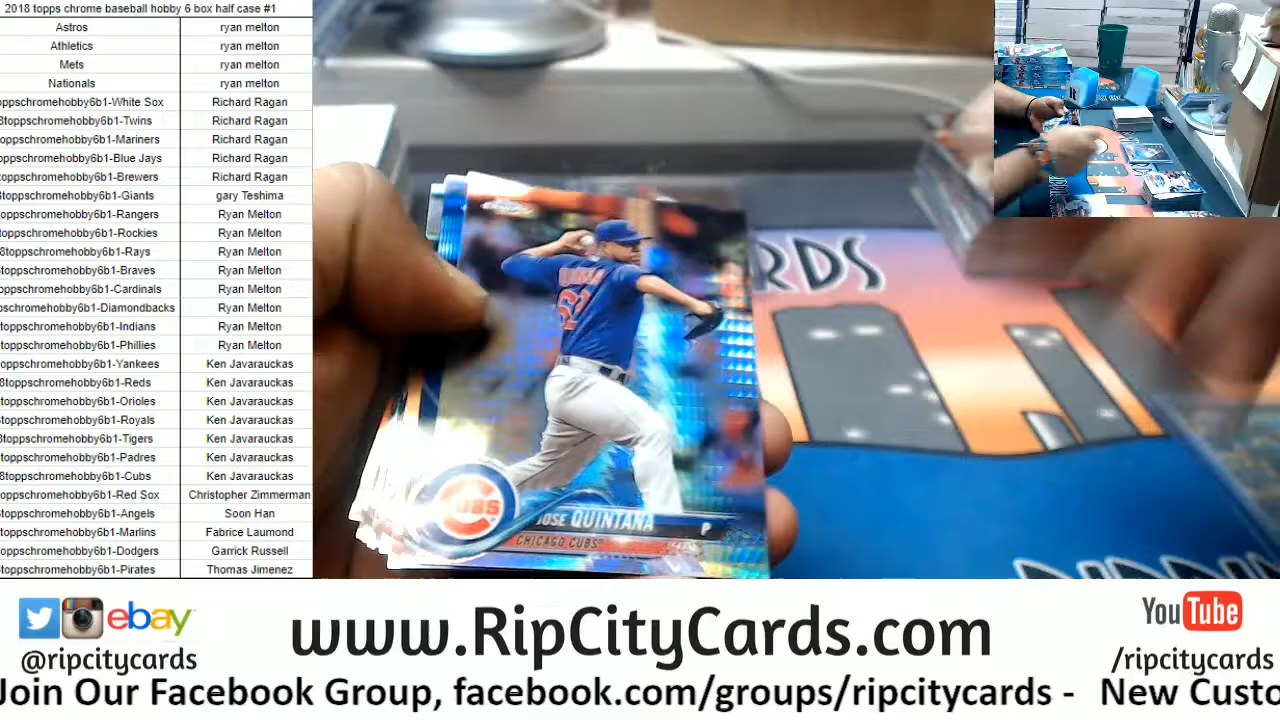 2018 topps chrome baseball hobby 6 box half case #1
Astros ryan melton
Athletics ryan melton
Mets ryan melton
Nationals ryan melton
oppschromehobby6b1-White Sox Richard Ragan
8toppschromehobby6b1-Twins Richard Ragan
toppschromehobby6b1-Mariners Richard Ragan
oppschromehobby6b1-Blue Jays Richard Ragan
toppschromehobby6b1-Brewers Richard Ragan
8toppschromehobby6b1-Giants gary Teshima
toppschromehobby6b1-Rangers Ryan Melton
toppschromehobby6b1-Rockies Ryan Melton
8toppschromehobby6b1-Rays Ryan Melton
toppschromehobby6b1-Braves Ryan Melton
toppschromehobby6b1-Cardinals Ryan Melton
pschromehobby6b1-Diamondbacks Ryan Melton
toppschromehobby6b1-Indians Ryan Melton
toppschromehobby6b1-Phillies Ryan Melton
oppschromehobby6b1-Yankees Ken Javarauckas
8toppschromehobby6b1-Reds Ken Javarauckas
toppschromehobby6b1-Orioles Ken Javarauckas
toppschromehobby6b1-Royals Ken Javarauckas
8toppschromehobby6b1-Tigers Ken Javarauckas
toppschromehobby6b1-Padres Ken Javarauckas
8toppschromehobby6b1-Cubs Ken Javarauckas
oppschromehobby6b1-Red Sox Christopher Zimmerman
toppschromehobby6b1-Angels Soon Han
toppschromehobby6b1-Marlins Fabrice Laumond
oppschromehobby6b1-Dodgers Garrick Russell
toppschromehobby6b1-Pirates Thomas Jimenez
RDS
CUBS
JOSE QUINTANA P
CHICAGO CUBS
ebay
@ripcitycards
www.RipCityCards.com
YouTube
/ripcitycards
Join Our Facebook Group, facebook.com/groups/ripcitycards - New Custo